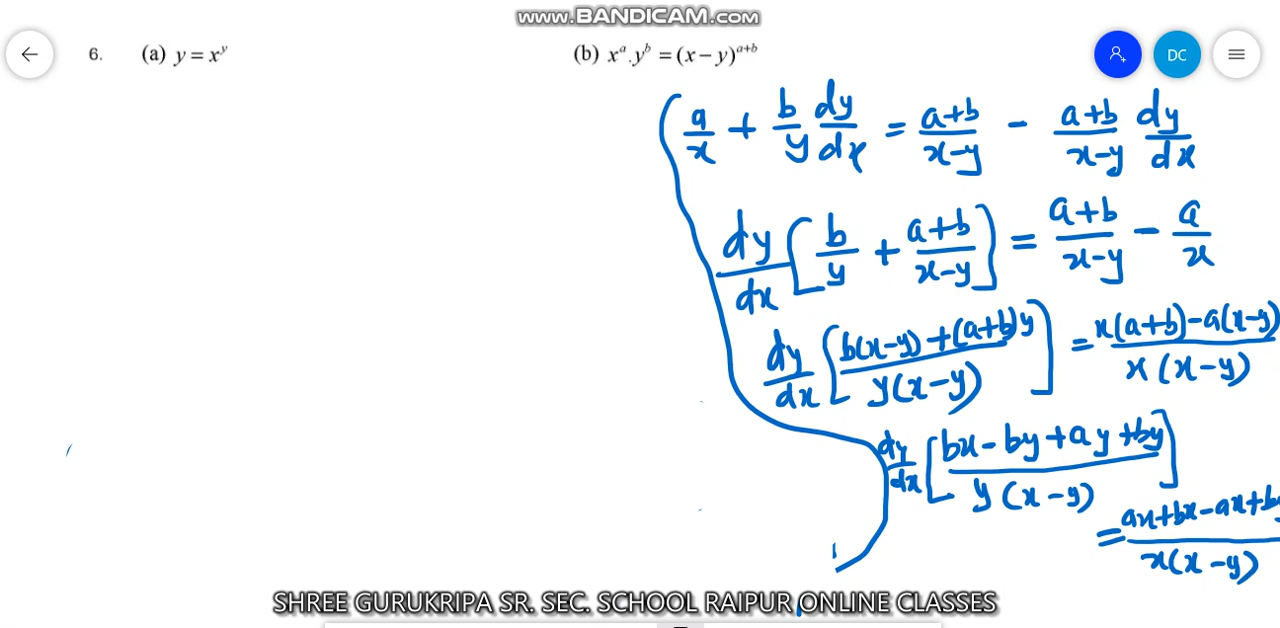 www.BANDICAM.com
6. (a) y = x^y (b) x^a . y^b = (x – y)^{a+b}
DC
a/x + b/y dy/dx = a+b/x-y - a+b/x-y dy/dx
dy/dx [ b/y + a+b/x-y ] = a+b/x-y - a/x
dy/dx [ b(x-y)+(a+b)y / y(x-y) ] = x(a+b)-a(x-y) / x(x-y)
dy/dx [ bx-by+ay+by / y(x-y) ]
= ax+bx-ax+by / x(x-y)
SHREE GURUKRIPA SR. SEC. SCHOOL RAIPUR ONLINE CLASSES